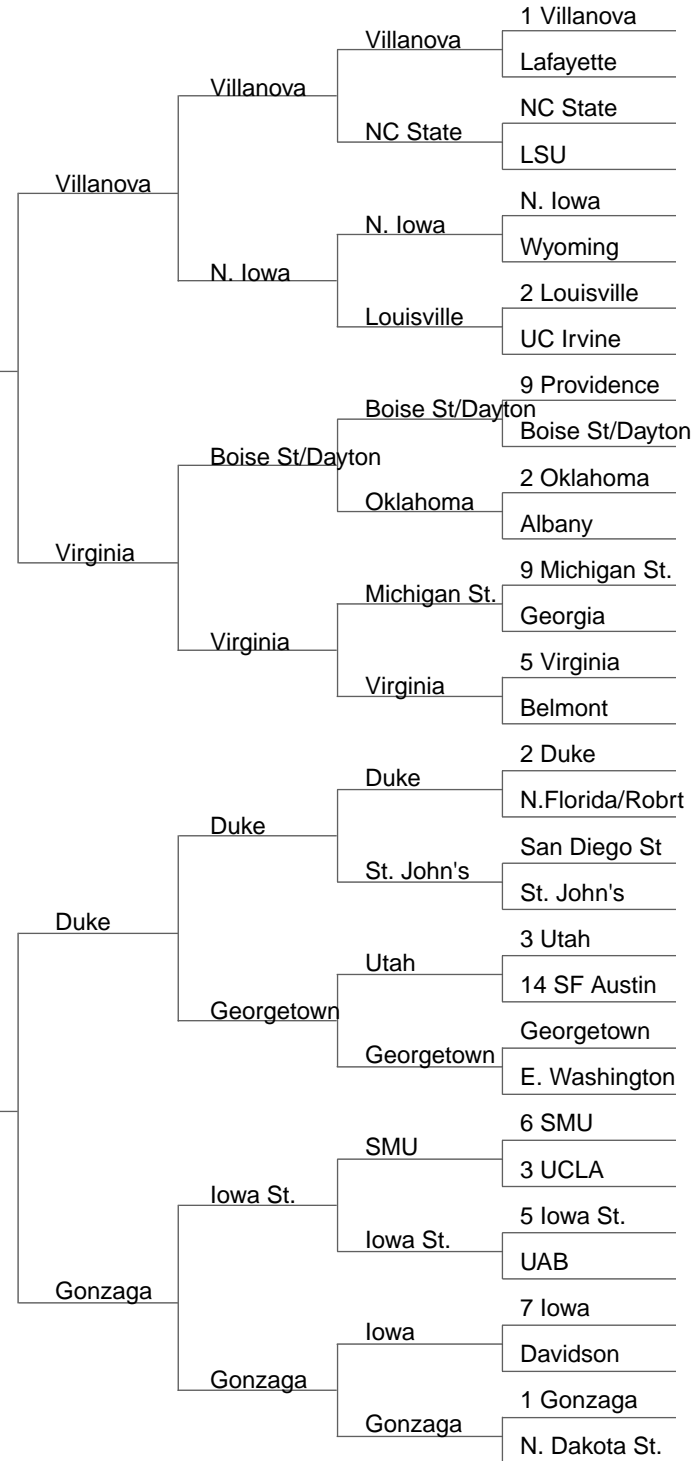 1 Villanova
Villanova
Lafayette
Villanova
NC State
NC State
LSU
Villanova
N. Iowa
N. Iowa
Wyoming
N. Iowa
2 Louisville
Louisville
UC Irvine
9 Providence
Boise St/Dayton
Boise St/Dayton
Boise St/Dayton
2 Oklahoma
Oklahoma
Albany
Virginia
9 Michigan St.
Michigan St.
Georgia
Virginia
5 Virginia
Virginia
Belmont
2 Duke
Duke
N.Florida/Robrt
Duke
San Diego St
St. John's
St. John's
Duke
3 Utah
Utah
14 SF Austin
Georgetown
Georgetown
Georgetown
E. Washington
6 SMU
SMU
3 UCLA
Iowa St.
5 Iowa St.
Iowa St.
UAB
Gonzaga
7 Iowa
Iowa
Davidson
Gonzaga
1 Gonzaga
Gonzaga
N. Dakota St.